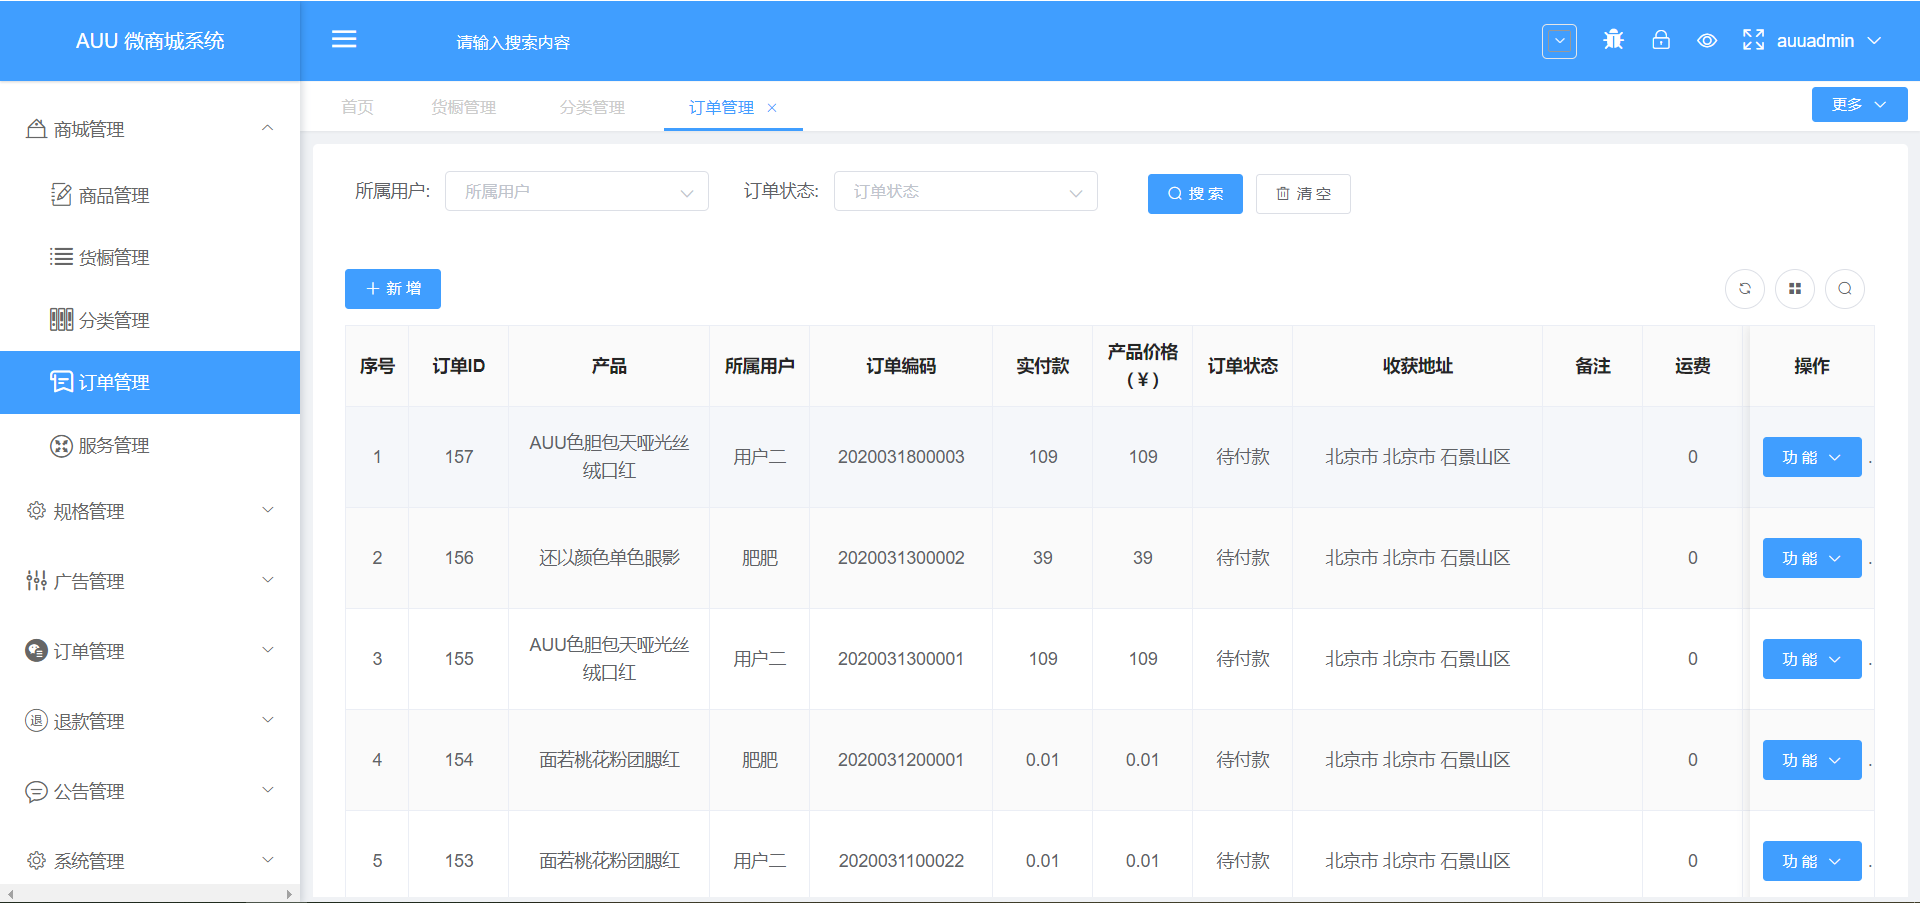 AUU 微商城系统
请输入搜索内容
auuadmin
首页
货橱管理
分类管理
订单管理
更多
商城管理
商品管理
货橱管理
分类管理
订单管理
服务管理
规格管理
广告管理
订单管理
退 退款管理
公告管理
系统管理
所属用户:
所属用户
订单状态:
订单状态
搜 索
清 空
新 增
序号 订单ID 产品 所属用户 订单编码 实付款 产品价格 订单状态 收获地址 备注 运费 操作
（¥）
1 157 AUU色胆包天哑光丝 用户二 2020031800003 109 109 待付款 北京市 北京市 石景山区 0 功 能 .
绒口红
2 156 还以颜色单色眼影 肥肥 2020031300002 39 39 待付款 北京市 北京市 石景山区 0 功 能 .
3 155 AUU色胆包天哑光丝 用户二 2020031300001 109 109 待付款 北京市 北京市 石景山区 0 功 能 .
绒口红
4 154 面若桃花粉团腮红 肥肥 2020031200001 0.01 0.01 待付款 北京市 北京市 石景山区 0 功 能 .
5 153 面若桃花粉团腮红 用户二 2020031100022 0.01 0.01 待付款 北京市 北京市 石景山区 0 功 能 .